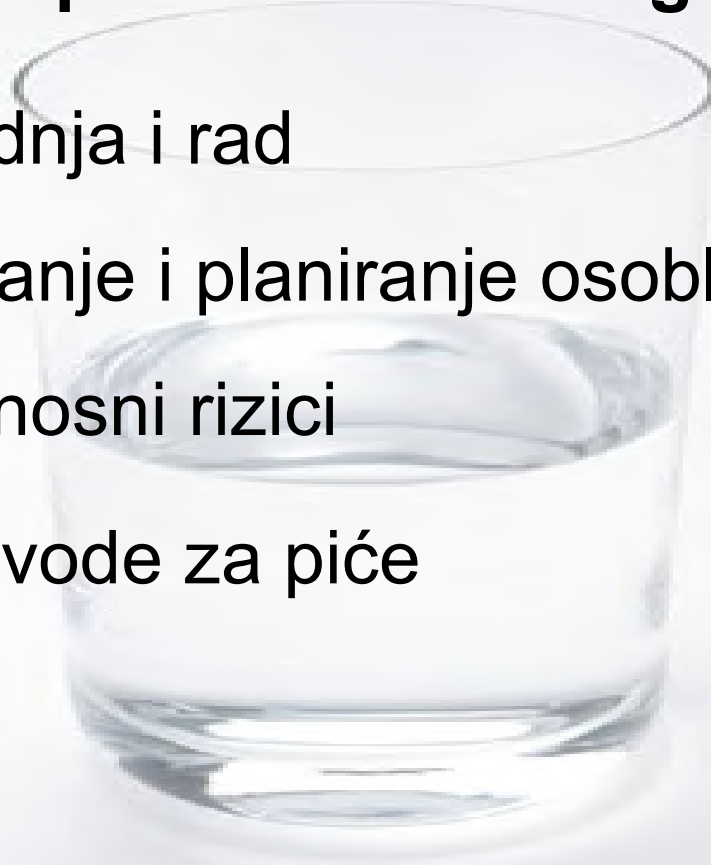 dnja i rad
anje i planiranje osobl
nosni rizici
vode za piće